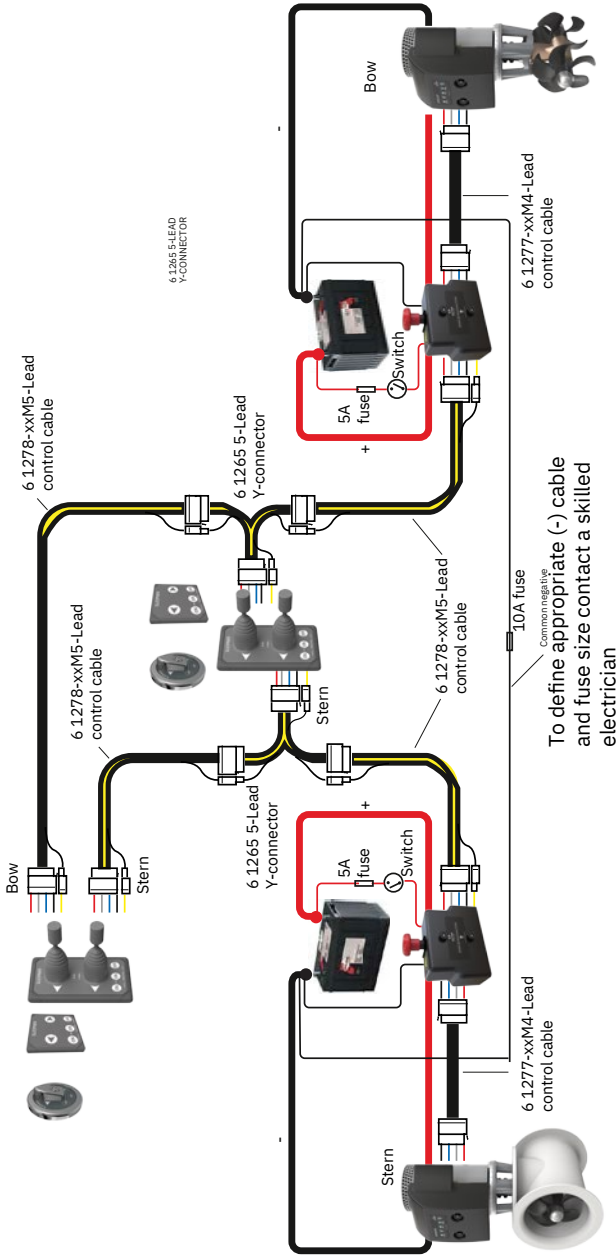 Bow
-
6 1265 5-LEAD
Y-CONNECTOR
6 1277-xxM4-Lead
control cable
5A
fuse
Switch
+
6 1278-xxM5-Lead
control cable
6 1265 5-Lead
Y-connector
6 1278-xxM5-Lead
control cable
6 1278-xxM5-Lead
control cable
10A fuse
Common negative
To define appropriate (-) cable
and fuse size contact a skilled
electrician
Stern
6 1265 5-Lead
Y-connector
Bow
Stern
+
5A
fuse
Switch
6 1277-xxM4-Lead
control cable
-
Stern